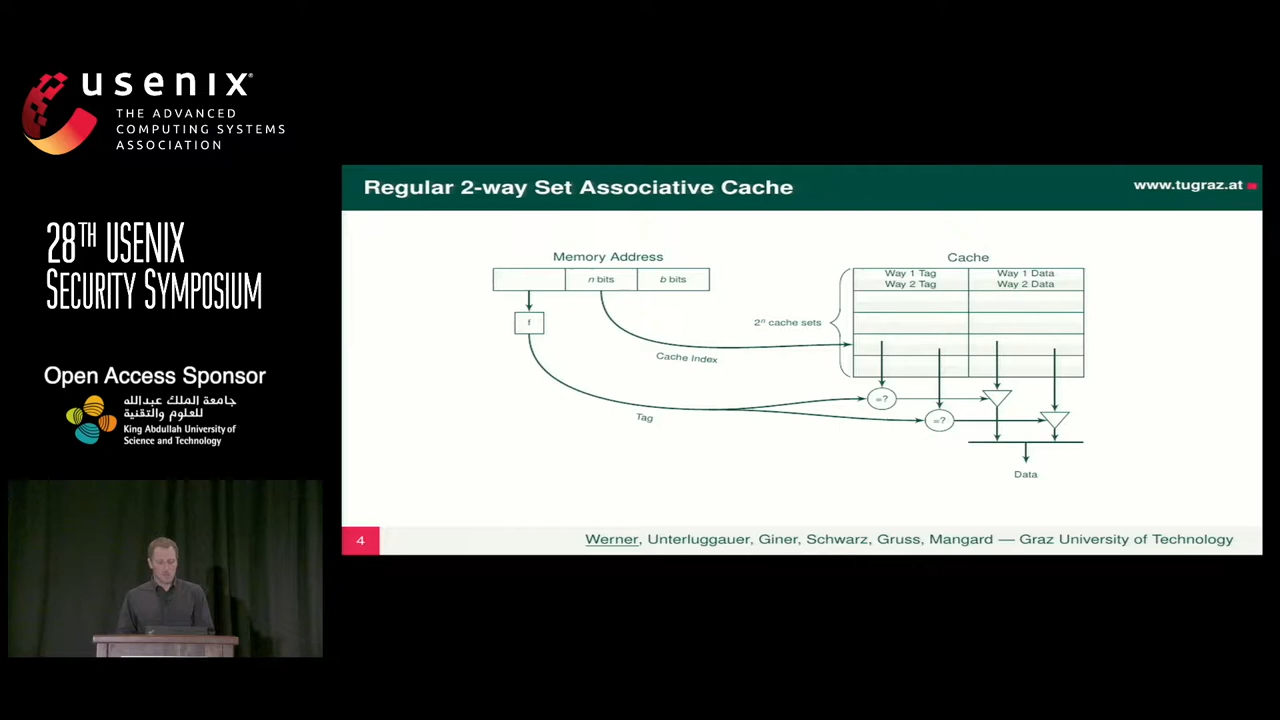 usenix®
THE ADVANCED
COMPUTING SYSTEMS
ASSOCIATION
28TH USENIX
SECURITY SYMPOSIUM
Open Access Sponsor
جامعة الملك عبدالله
للعلوم والتقنية
King Abdullah University of
Science and Technology
Regular 2-way Set Associative Cache
www.tugraz.at
Memory Address
n bits
b bits
f
Cache Index
Tag
Cache
Way 1 Tag
Way 1 Data
Way 2 Tag
Way 2 Data
2ⁿ cache sets
=?
=?
Data
4
Werner, Unterluggauer, Giner, Schwarz, Gruss, Mangard — Graz University of Technology